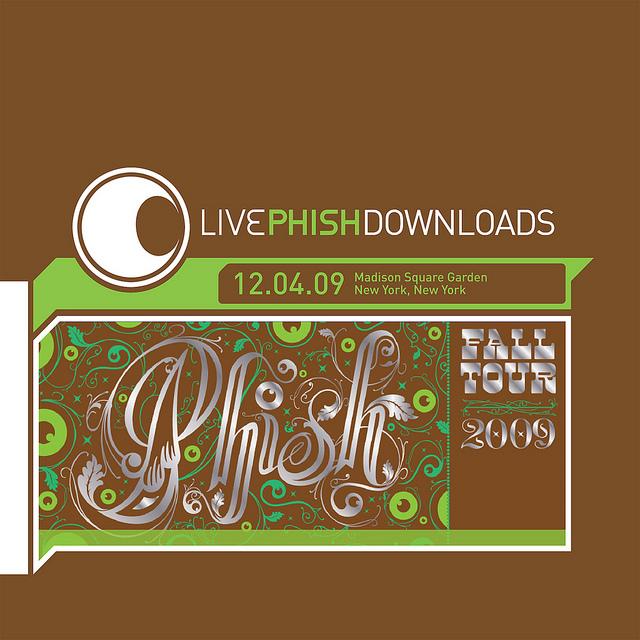 LIVEPHISHDOWNLOADS
12.04.09
Madison Square Garden
New York, New York
Phish
FALL
TOUR
2009